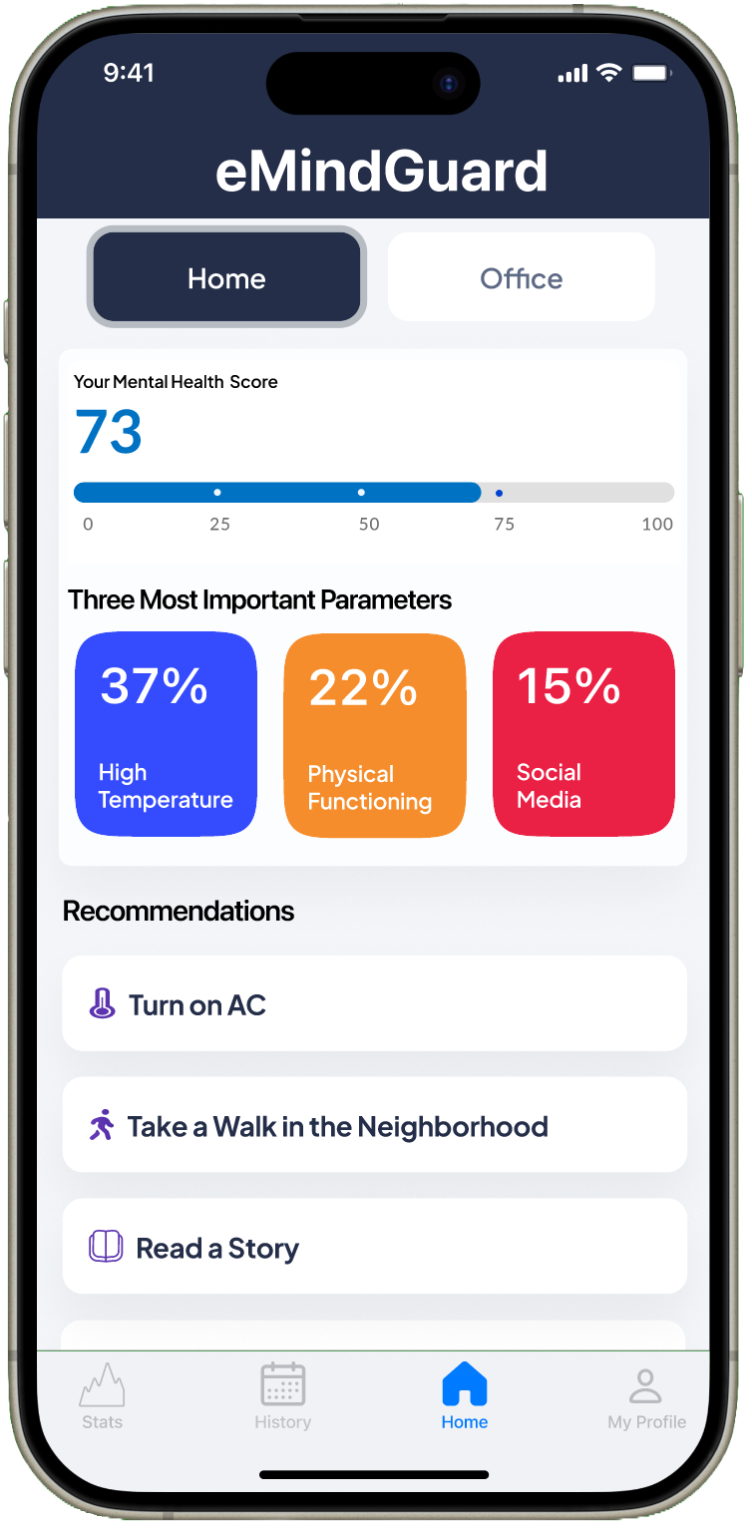 9:41
eMindGuard
Home
Office
Your Mental Health Score
73
0 25 50 75 100
Three Most Important Parameters
37%
22%
15%
High
Temperature
Physical
Functioning
Social
Media
Recommendations
Turn on AC
Take a Walk in the Neighborhood
Read a Story
Stats
History
Home
My Profile